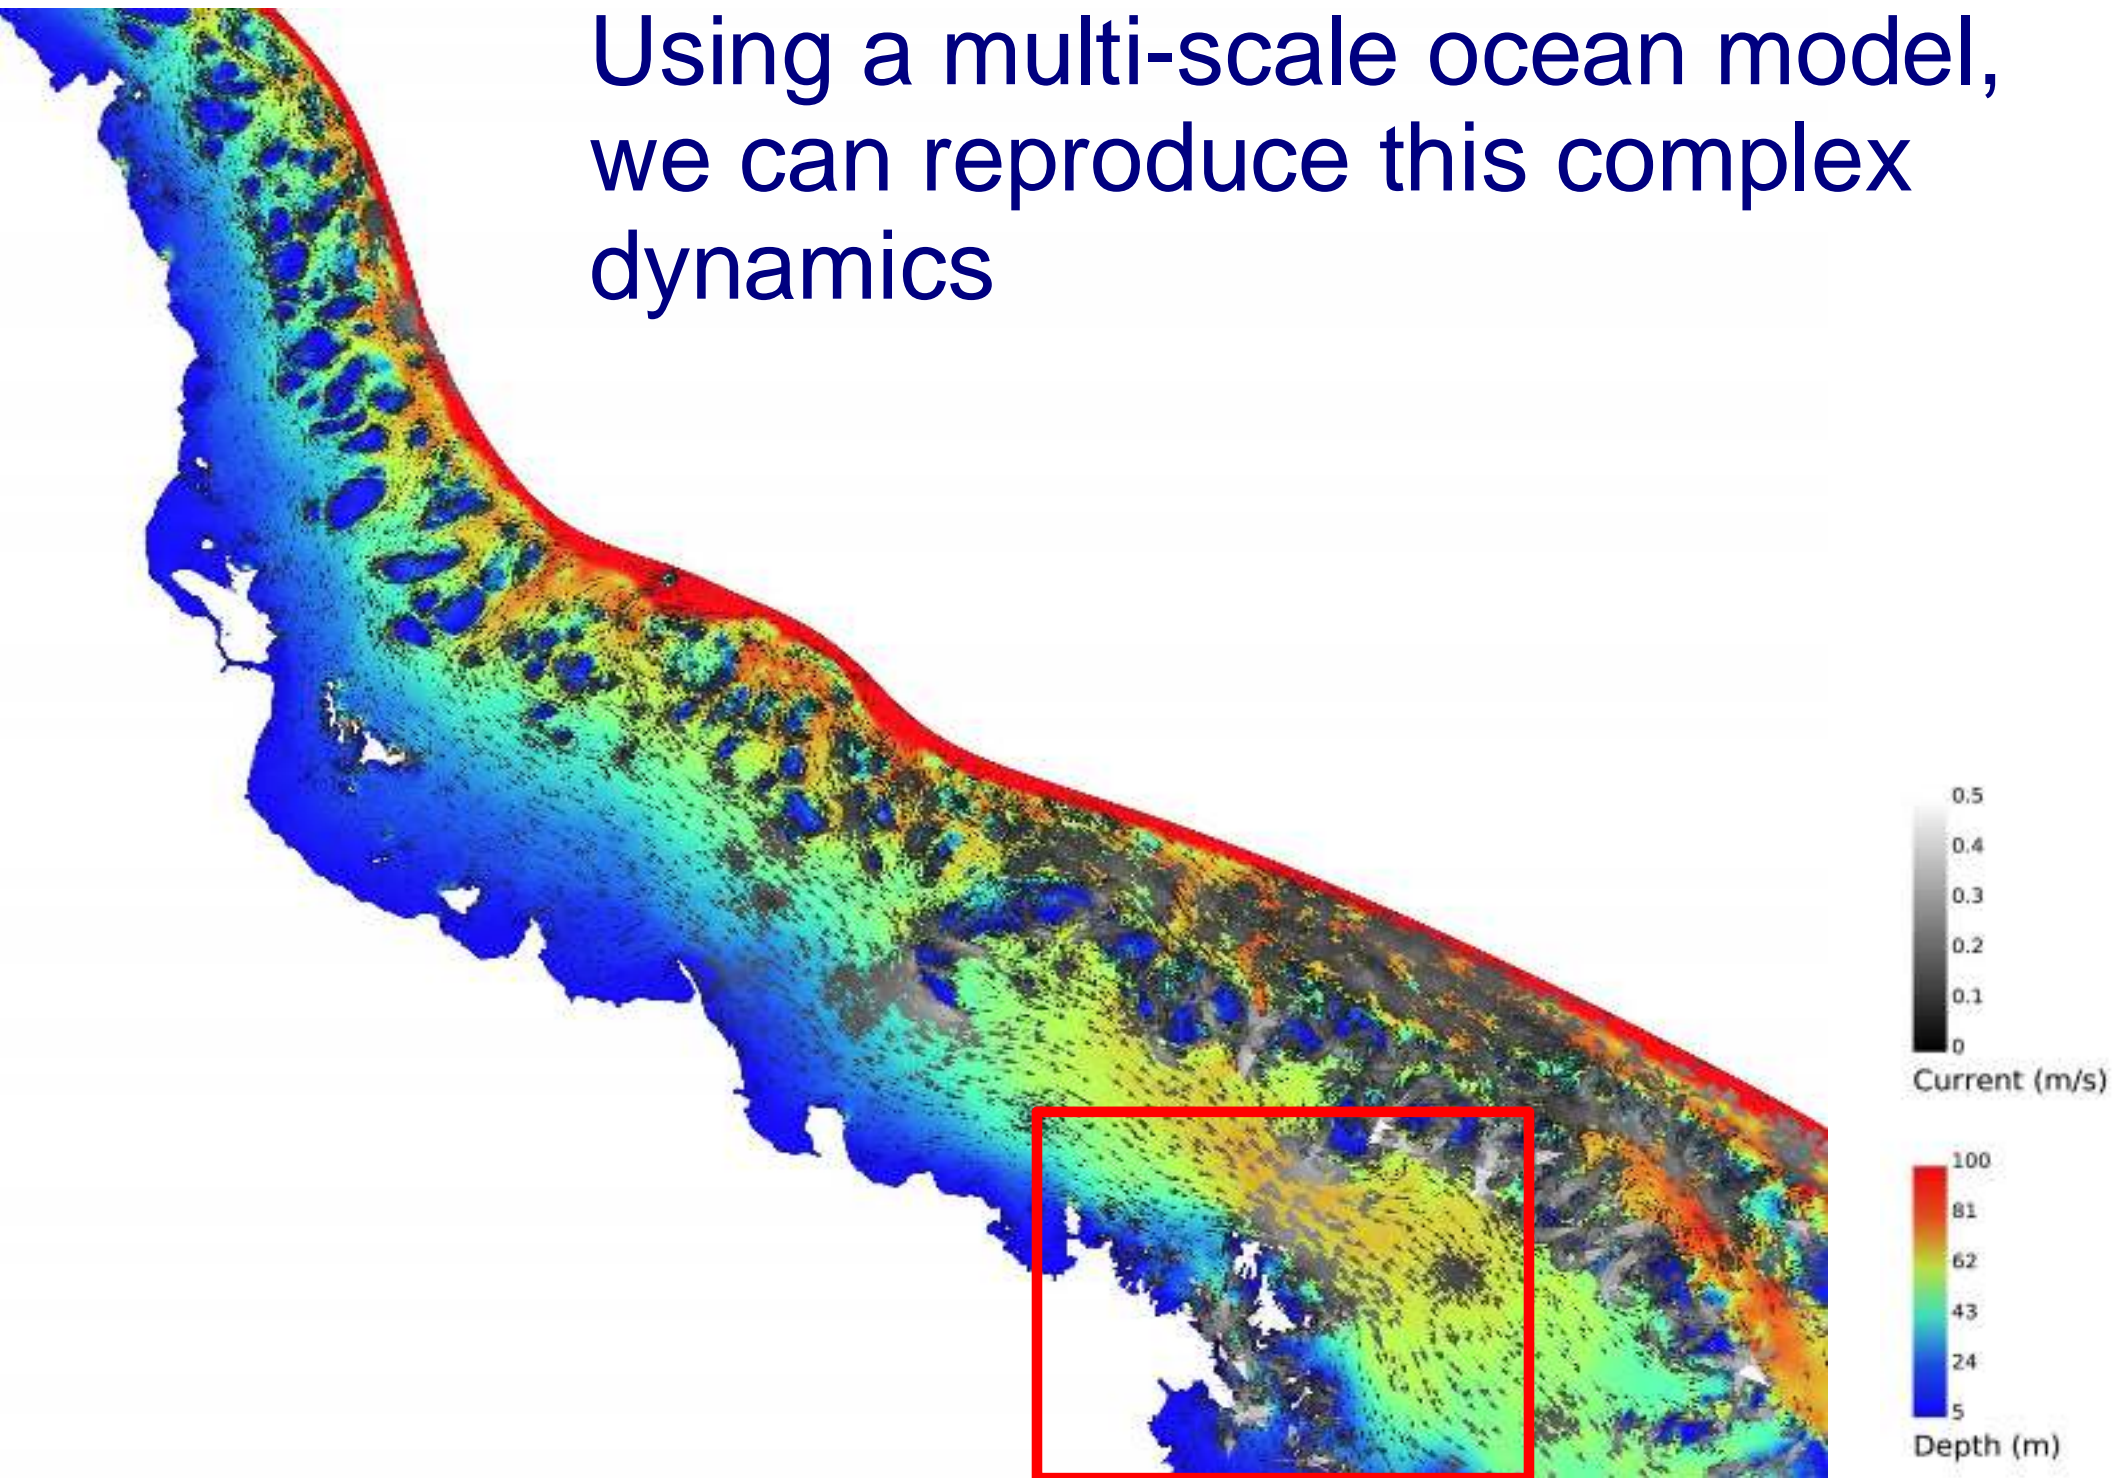 Using a multi-scale ocean model,
we can reproduce this complex
dynamics
0.5
0.4
0.3
0.2
0.1
0
Current (m/s)
100
81
62
43
24
5
Depth (m)